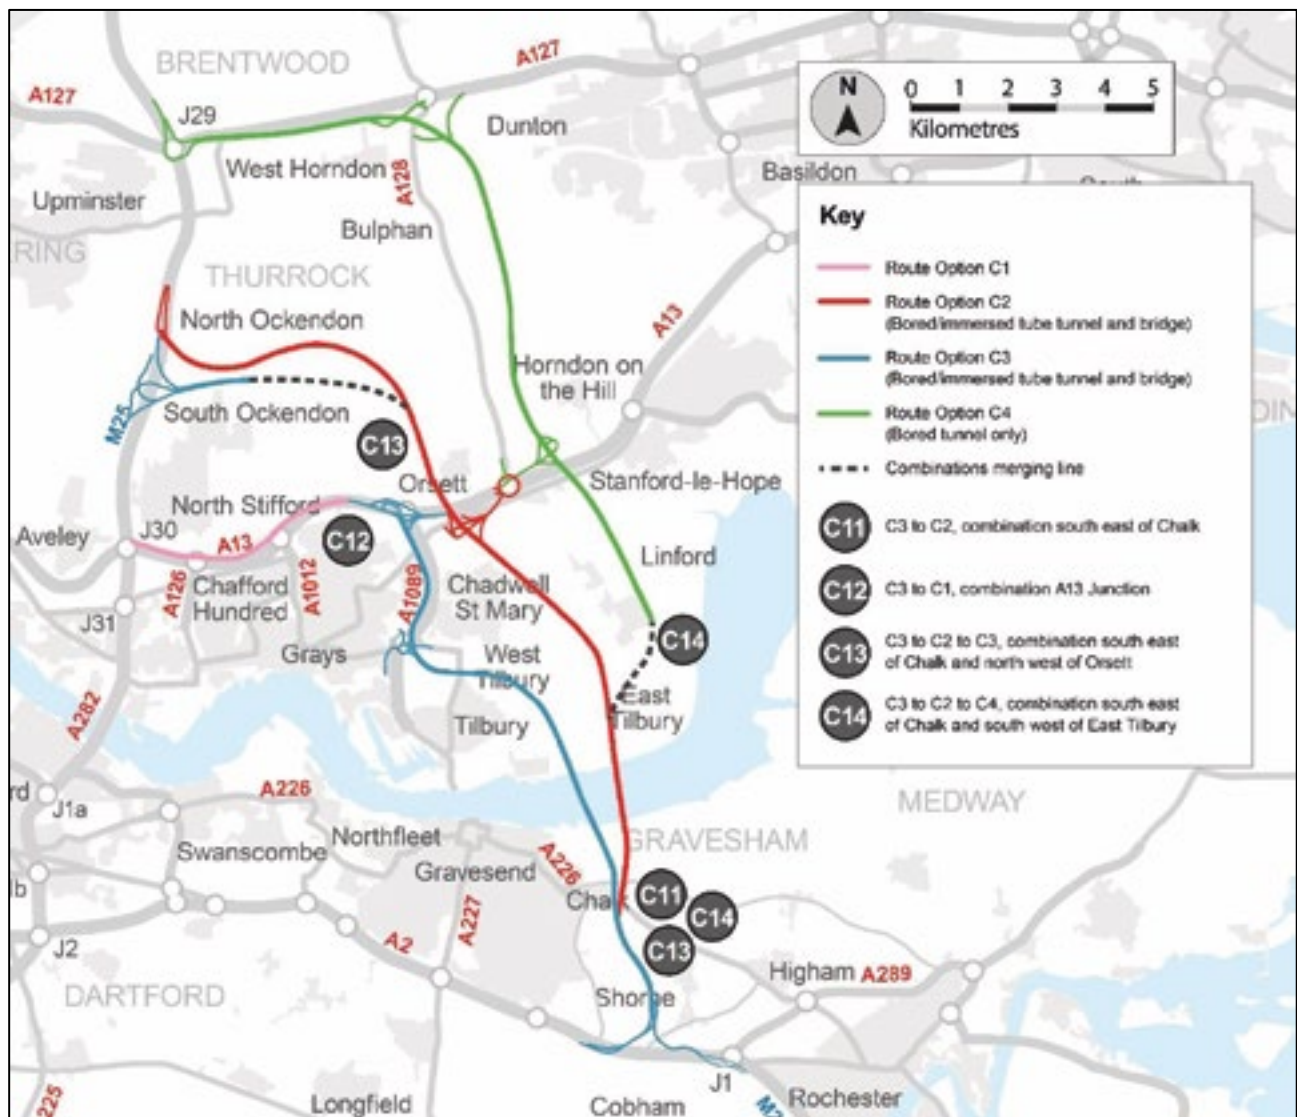 BRENTWOOD
A127
A127
J29
Dunton
West Horndon
A128
Upminster
Bulphan
RING
THURROCK
North Ockendon
A13
Horndon on
the Hill
M25
South Ockendon
C13
Orsett
Stanford-le-Hope
North Stifford
Aveley
J30
A13
C12
Linford
A126
Chafford
Hundred
A1012
A1089
Chadwell
St Mary
J31
C14
Grays
West
Tilbury
East
Tilbury
Tilbury
A282
rd
J1a
A226
MEDWAY
Northfleet
GRAVESHAM
Swanscombe
Gravesend
A226
lb
Chalk
C11
C14
A227
A2
J2
C13
Higham
A289
DARTFORD
Shorne
J1
225
Longfield
Cobham
Rochester
M2
N
0 1 2 3 4 5
Kilometres
Basildon
South
Key
Route Option C1
Route Option C2
(Bored/immersed tube tunnel and bridge)
Route Option C3
(Bored/immersed tube tunnel and bridge)
Route Option C4
(Bored tunnel only)
Combinations merging line
C11 C3 to C2, combination south east of Chalk
C12 C3 to C1, combination A13 Junction
C13 C3 to C2 to C3, combination south east
of Chalk and north west of Orsett
C14 C3 to C2 to C4, combination south east
of Chalk and south west of East Tilbury